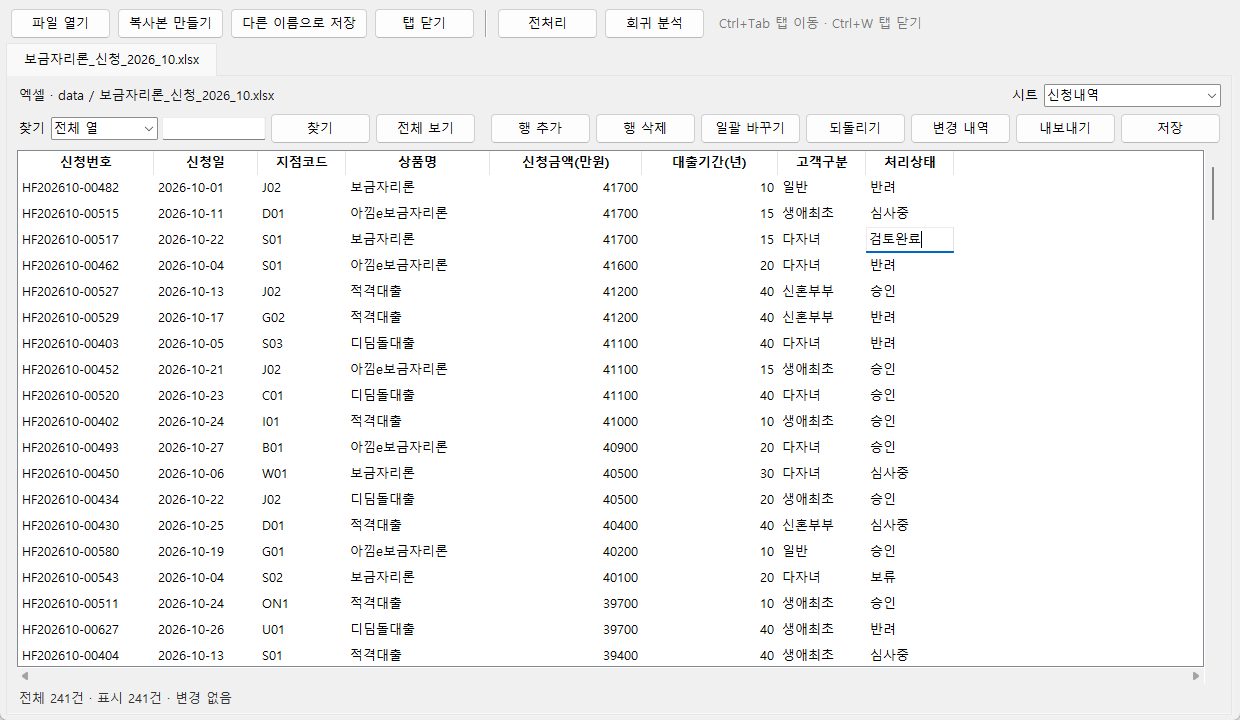 파일 열기 복사본 만들기 다른 이름으로 저장 탭 닫기 전처리 회귀 분석 Ctrl+Tab 탭 이동 · Ctrl+W 탭 닫기
보금자리론_신청_2026_10.xlsx
엑셀 · data / 보금자리론_신청_2026_10.xlsx 시트 신청내역
찾기 전체 열 찾기 전체 보기 행 추가 행 삭제 일괄 바꾸기 되돌리기 변경 내역 내보내기 저장
신청번호 신청일 지점코드 상품명 신청금액(만원) 대출기간(년) 고객구분 처리상태
HF202610-00482 2026-10-01 J02 보금자리론 41700 10 일반 반려
HF202610-00515 2026-10-11 D01 아낌e보금자리론 41700 15 생애최초 심사중
HF202610-00517 2026-10-22 S01 보금자리론 41700 15 다자녀 검토완료
HF202610-00462 2026-10-04 S01 아낌e보금자리론 41600 20 다자녀 반려
HF202610-00527 2026-10-13 J02 적격대출 41200 40 신혼부부 승인
HF202610-00529 2026-10-17 G02 적격대출 41200 40 신혼부부 반려
HF202610-00403 2026-10-05 S03 디딤돌대출 41100 40 다자녀 반려
HF202610-00452 2026-10-21 J02 아낌e보금자리론 41100 15 생애최초 승인
HF202610-00520 2026-10-23 C01 디딤돌대출 41100 40 다자녀 승인
HF202610-00402 2026-10-24 I01 적격대출 41000 10 생애최초 승인
HF202610-00493 2026-10-27 B01 아낌e보금자리론 40900 20 다자녀 승인
HF202610-00450 2026-10-06 W01 보금자리론 40500 30 다자녀 심사중
HF202610-00434 2026-10-22 J02 디딤돌대출 40500 20 생애최초 승인
HF202610-00430 2026-10-25 D01 적격대출 40400 40 신혼부부 심사중
HF202610-00580 2026-10-19 G01 아낌e보금자리론 40200 10 일반 승인
HF202610-00543 2026-10-04 S02 보금자리론 40100 20 다자녀 보류
HF202610-00511 2026-10-24 ON1 적격대출 39700 10 생애최초 승인
HF202610-00627 2026-10-26 U01 디딤돌대출 39700 40 생애최초 반려
HF202610-00404 2026-10-13 S01 적격대출 39400 40 생애최초 심사중
전체 241건 · 표시 241건 · 변경 없음